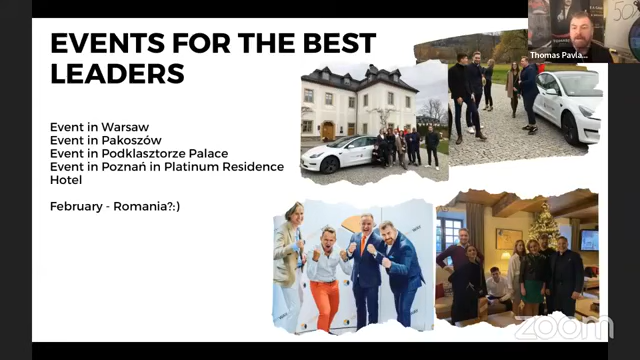 EVENTS FOR THE BEST
LEADERS
Event in Warsaw
Event in Pakoszów
Event in Podklasztorze Palace
Event in Poznań in Platinum Residence
Hotel
February - Romania?:)
Thomas Pavla...
zoom